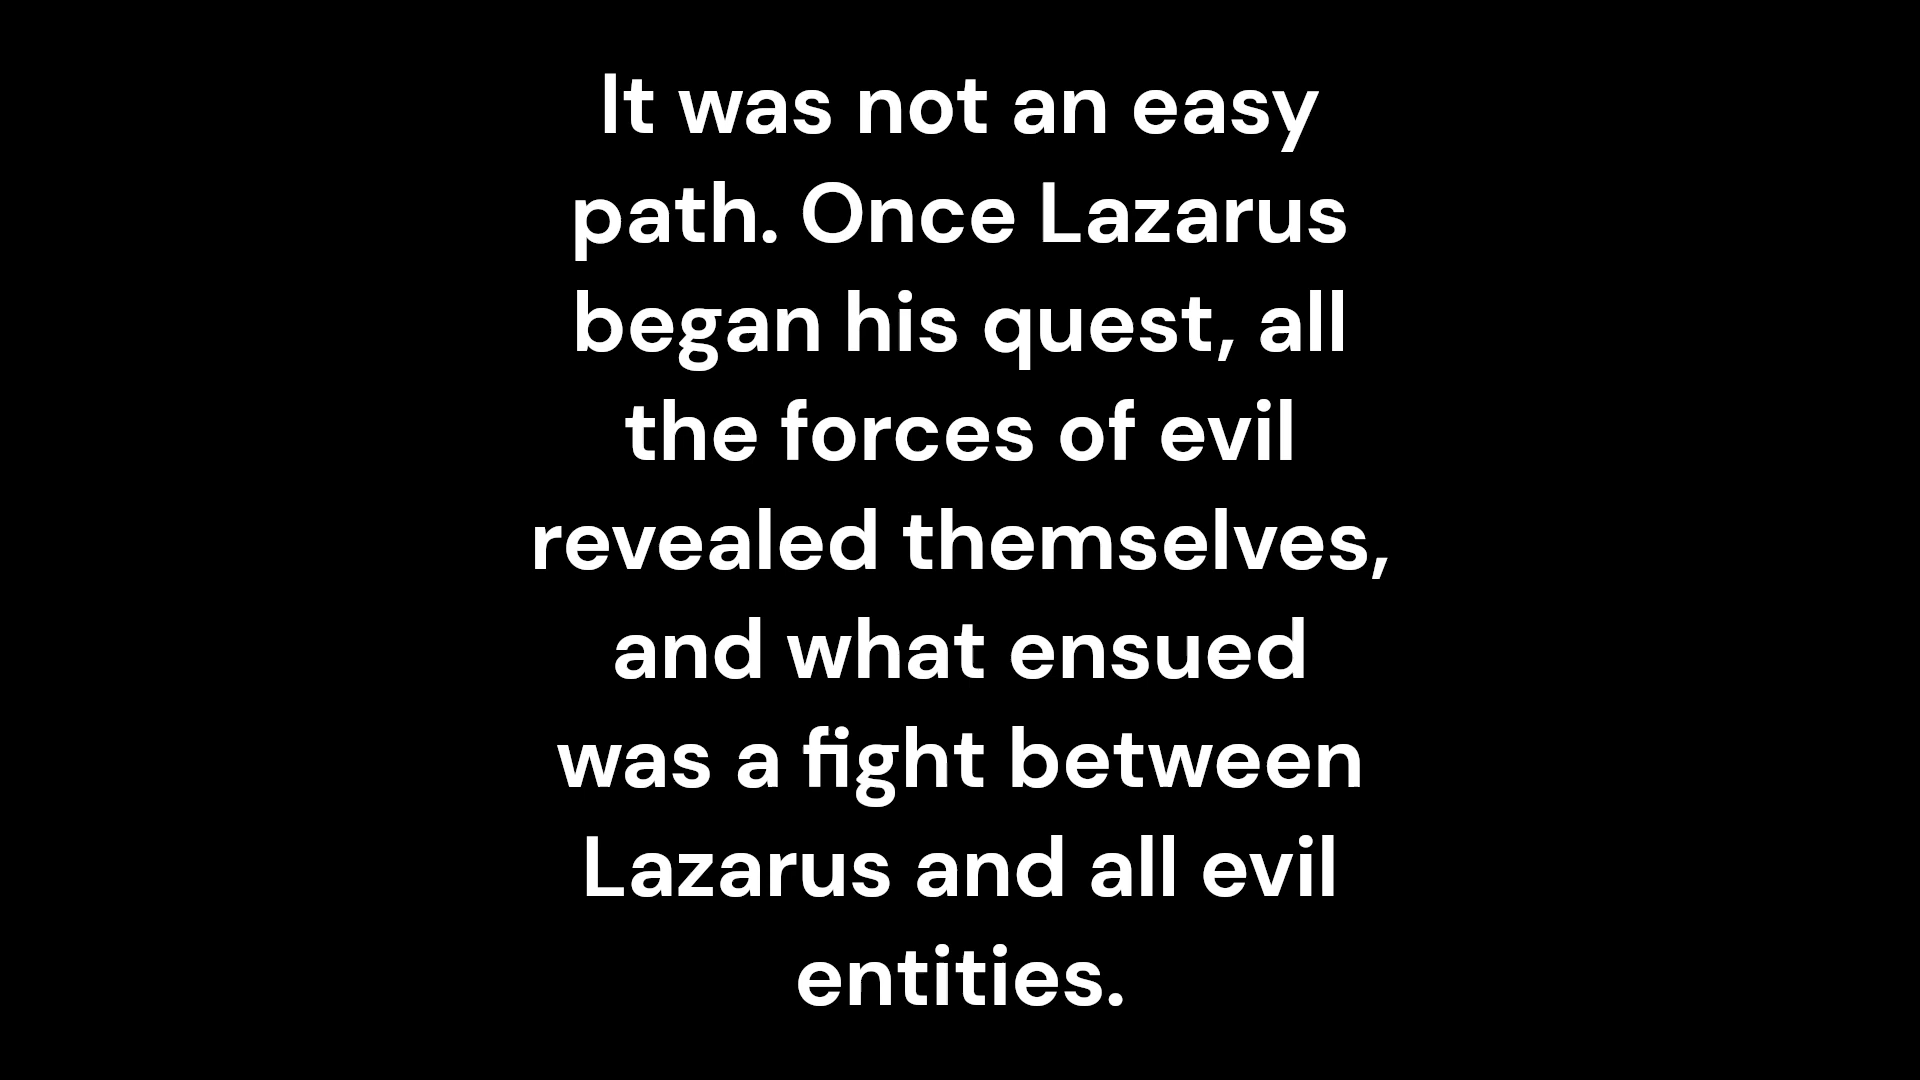 It was not an easy
path. Once Lazarus
began his quest, all
the forces of evil
revealed themselves,
and what ensued
was a fight between
Lazarus and all evil
entities.